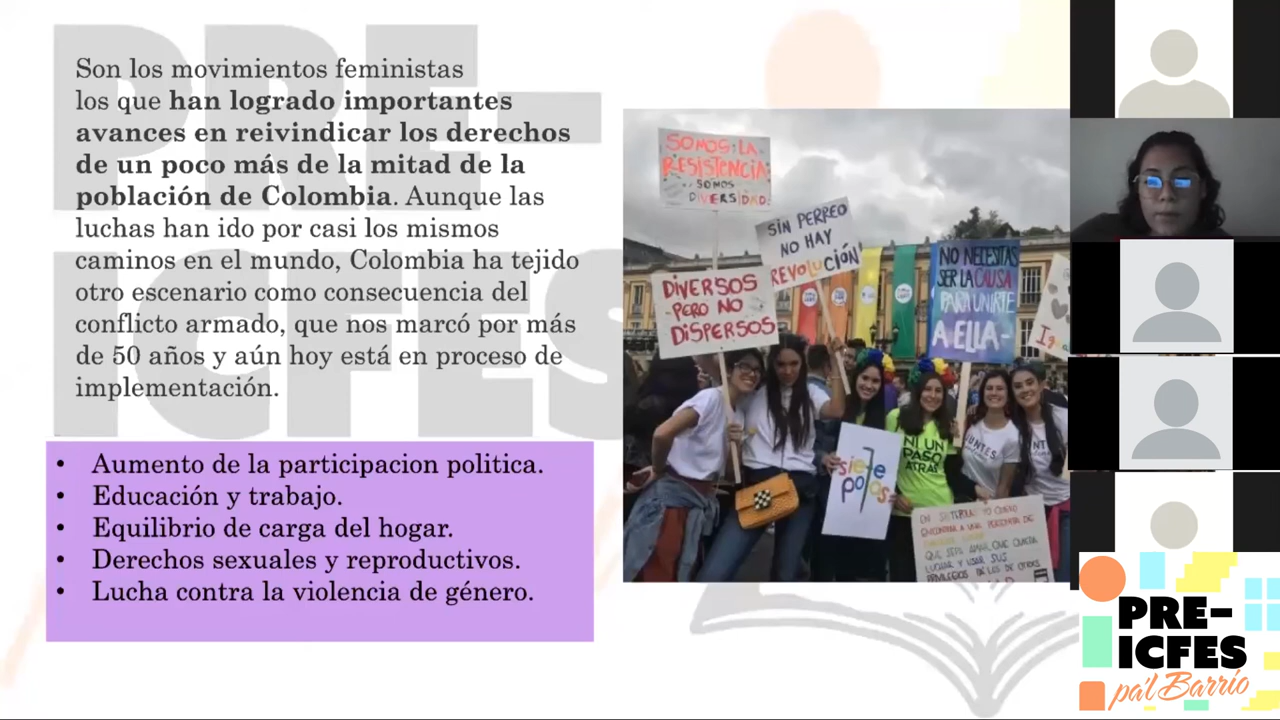 Son los movimientos feministas
los que han logrado importantes
avances en reivindicar los derechos
de un poco más de la mitad de la
población de Colombia. Aunque las
luchas han ido por casi los mismos
caminos en el mundo, Colombia ha tejido
otro escenario como consecuencia del
conflicto armado, que nos marcó por más
de 50 años y aún hoy está en proceso de
implementación.
• Aumento de la participacion politica.
• Educación y trabajo.
• Equilibrio de carga del hogar.
• Derechos sexuales y reproductivos.
• Lucha contra la violencia de género.
SOMOS LA
RESISTENCIA
SOMOS
DIVERSIDAD
SIN PERREO
NO HAY
REVOLUCIÓN
DIVERSOS
PERO NO
DISPERSOS
NO NECESITAS
SER LA CAUSA
PARA UNIRTE
A ELLA
siete
polas
NI UN
PASO
ATRÁS
PRE-
ICFES
PRE-
ICFES
pa'l Barrio